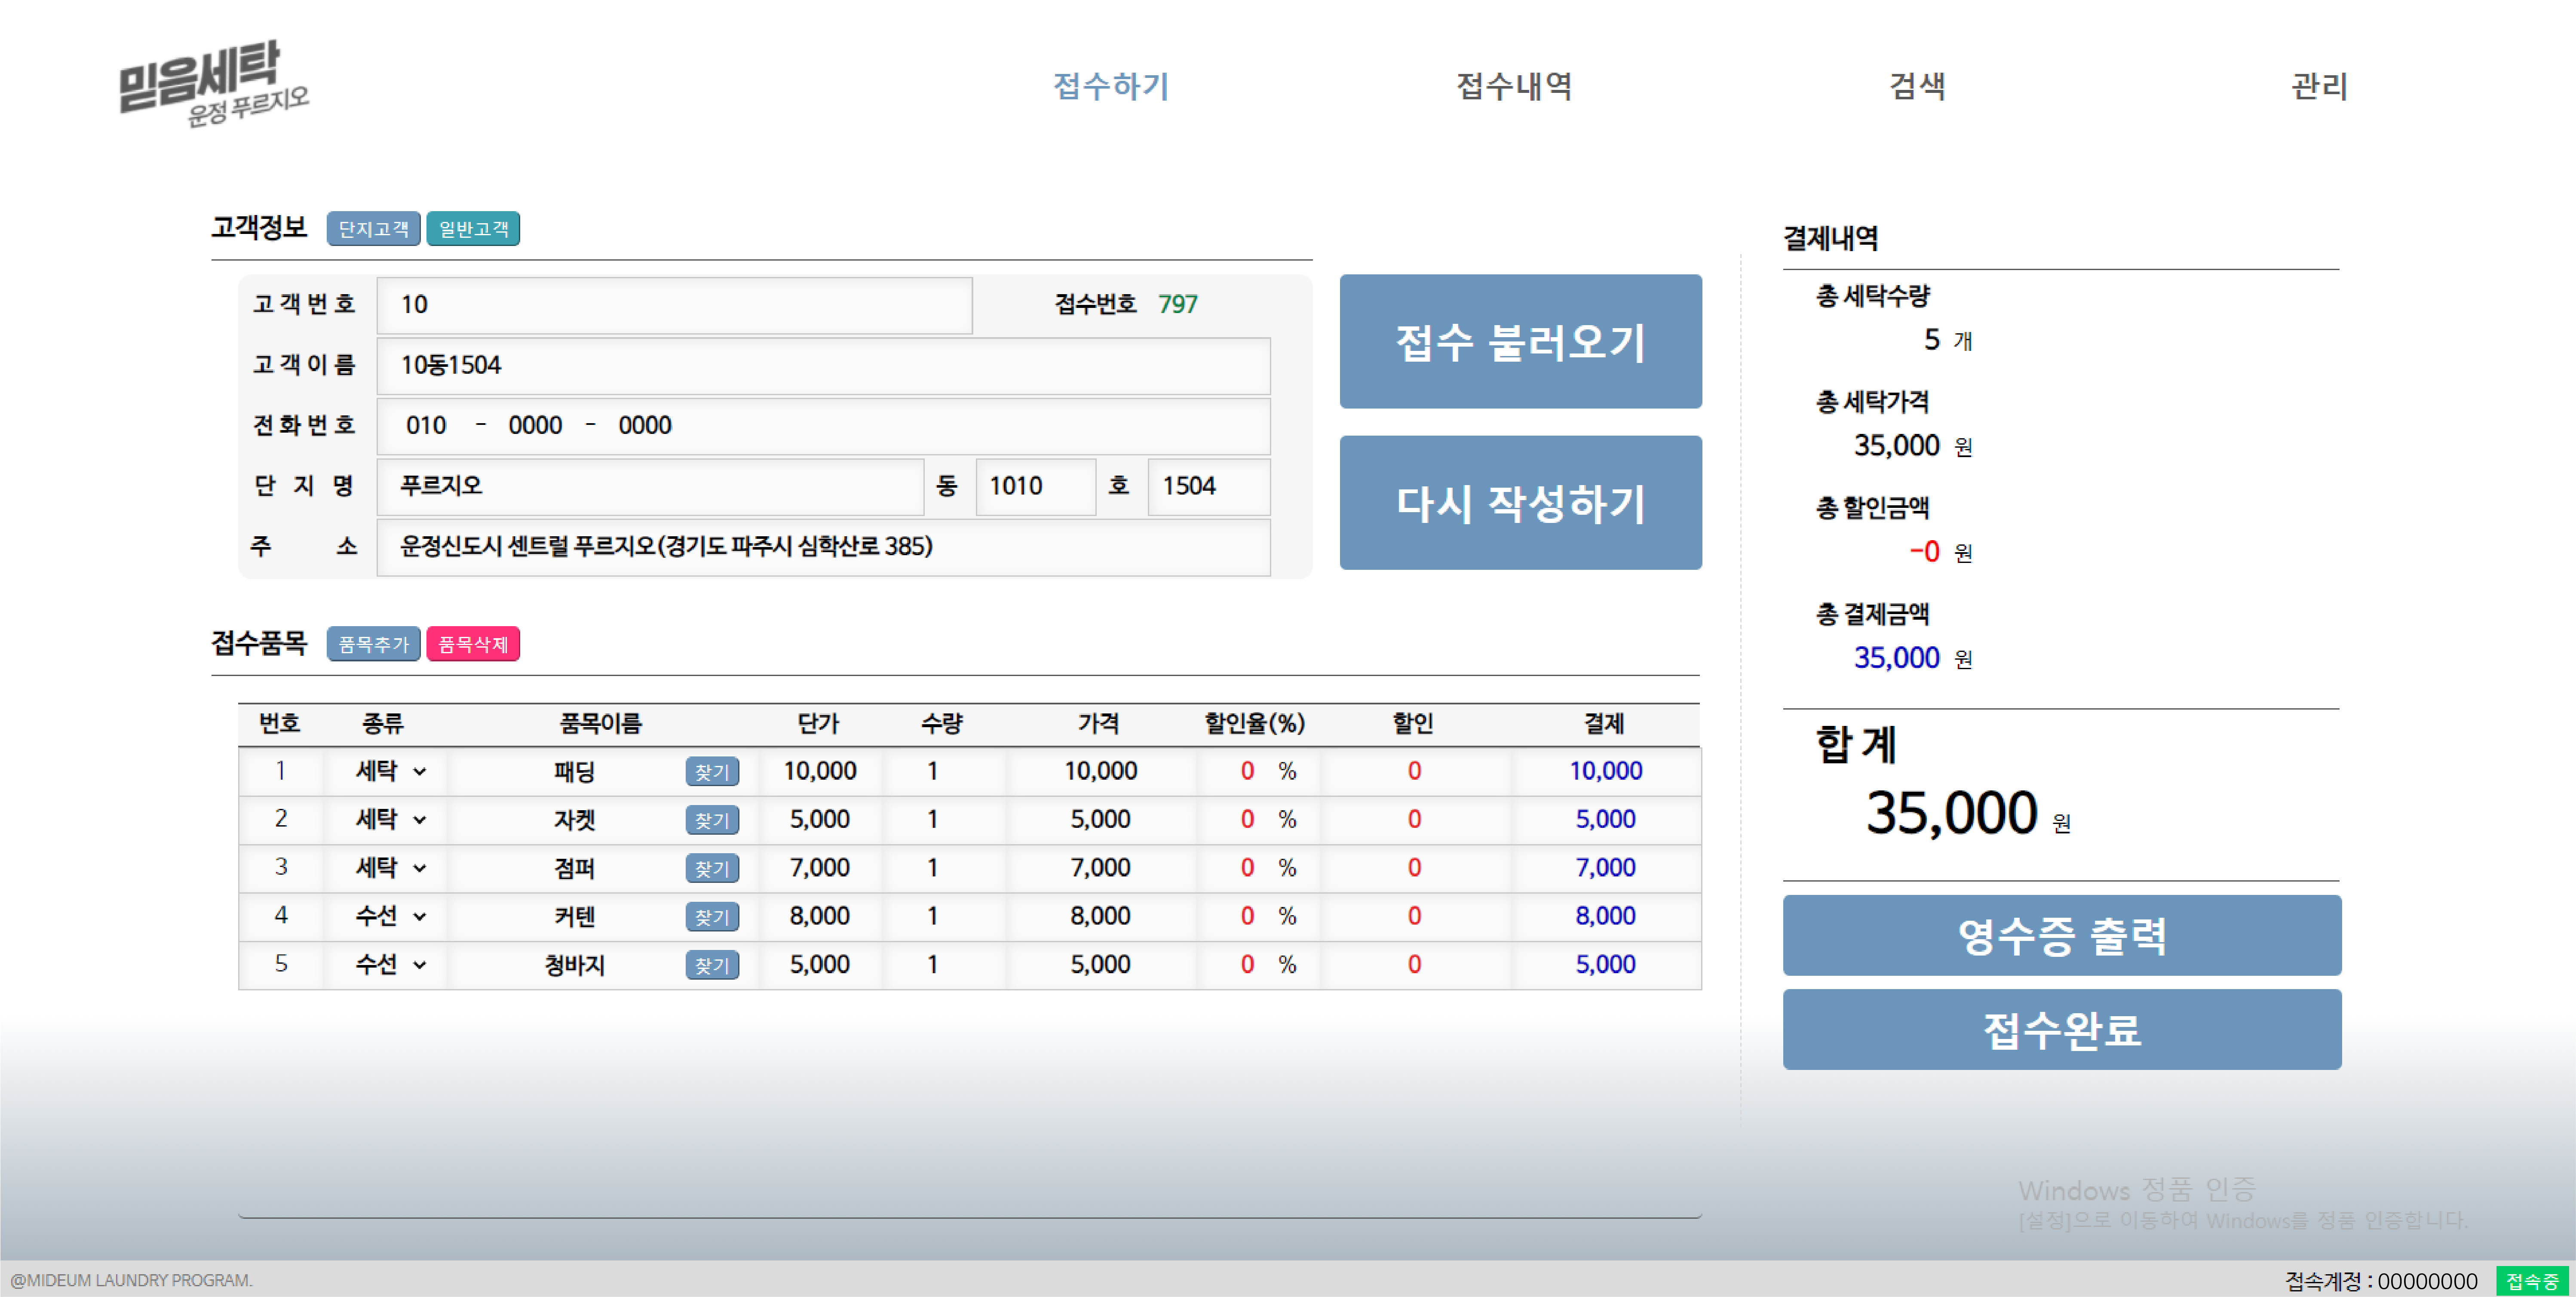 믿음세탁
운정 푸르지오
접수하기 접수내역 검색 관리
고객정보 단지고객 일반고객
고객번호 10 접수번호 797
고객이름 10동1504
전화번호 010 - 0000 - 0000
단지명 푸르지오 동 1010 호 1504
주소 운정신도시 센트럴 푸르지오(경기도 파주시 심학산로 385)
접수 불러오기
다시 작성하기
접수품목 품목추가 품목삭제
번호 종류 품목이름 단가 수량 가격 할인율(%) 할인 결제
1 세탁 패딩 찾기 10,000 1 10,000 0 % 0 10,000
2 세탁 자켓 찾기 5,000 1 5,000 0 % 0 5,000
3 세탁 점퍼 찾기 7,000 1 7,000 0 % 0 7,000
4 수선 커텐 찾기 8,000 1 8,000 0 % 0 8,000
5 수선 청바지 찾기 5,000 1 5,000 0 % 0 5,000
결제내역
총 세탁수량
5 개
총 세탁가격
35,000 원
총 할인금액
-0 원
총 결제금액
35,000 원
합 계
35,000 원
영수증 출력
접수완료
Windows 정품 인증
[설정]으로 이동하여 Windows를 정품 인증합니다.
@MIDEUM LAUNDRY PROGRAM.
접속계정 : 00000000 접속중